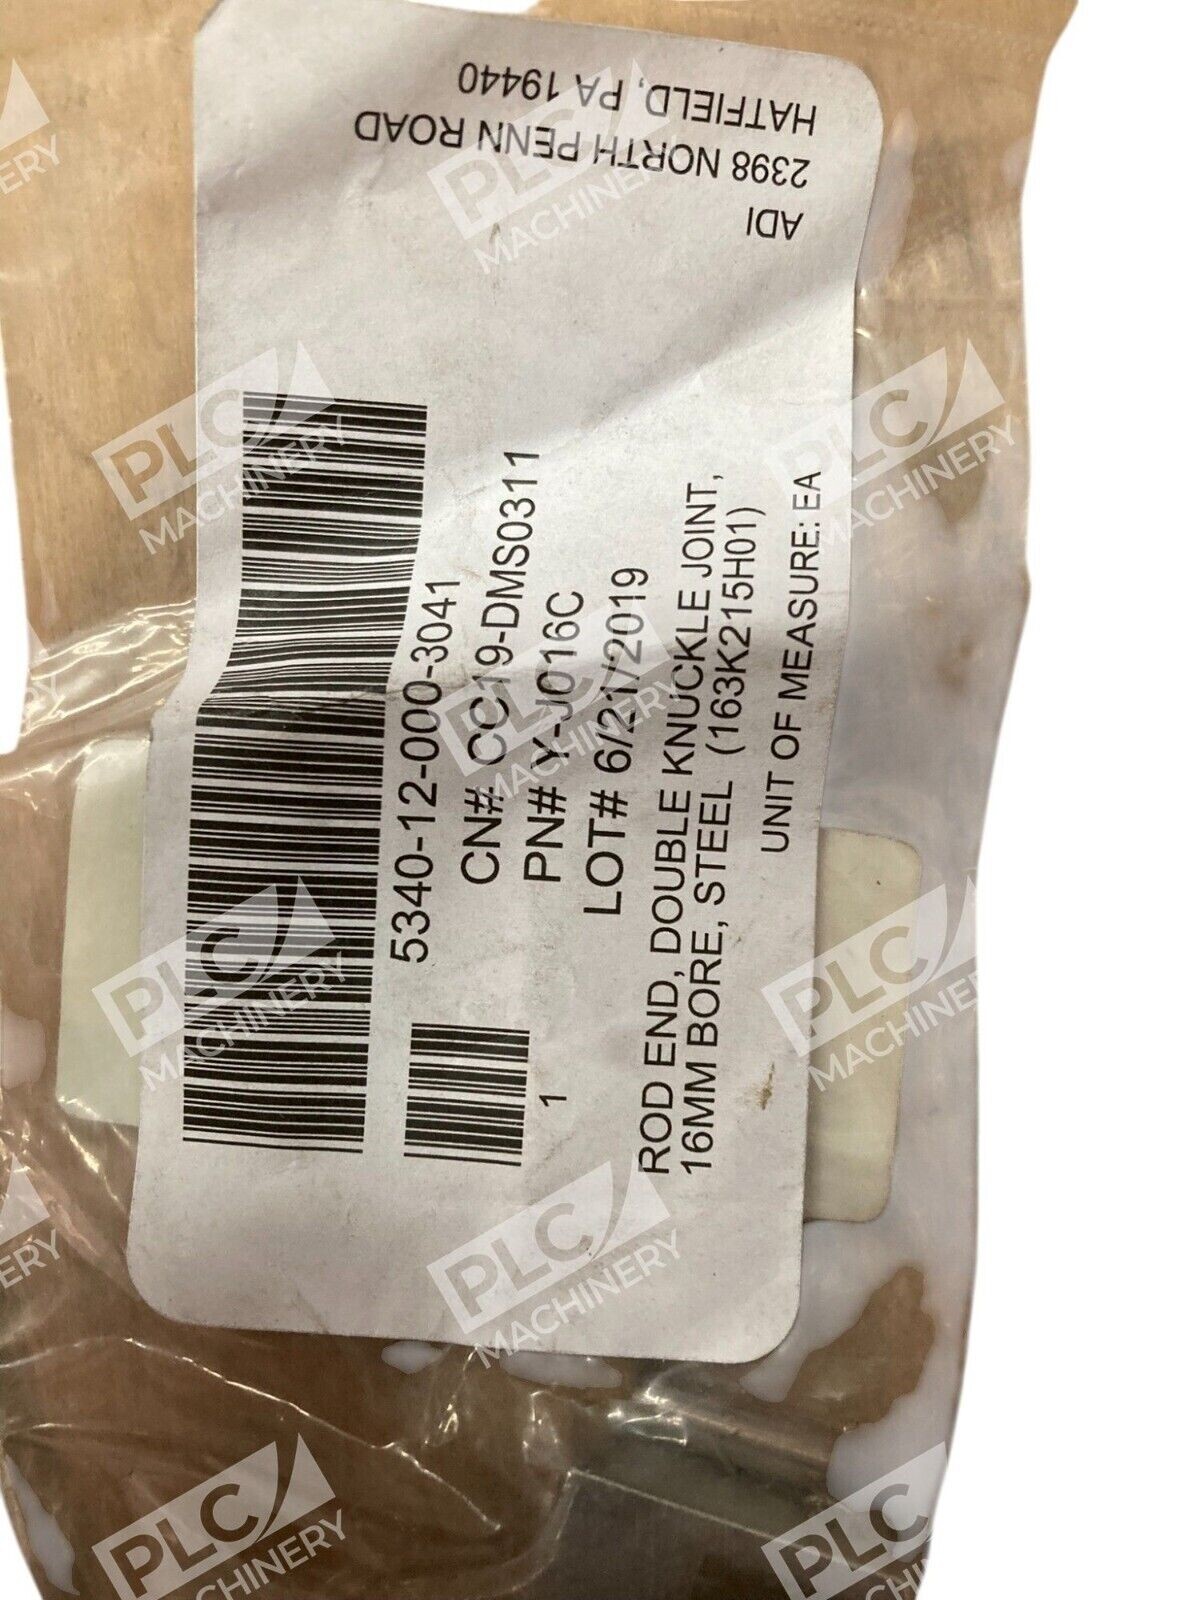 ADI
2398 NORTH PENN ROAD
HATFIELD, PA 19440
5340-12-000-3041
CN# CC19-DMS0311
PN# Y-J016C
LOT# 6/21/2019
1
ROD END, DOUBLE KNUCKLE JOINT,
16MM BORE, STEEL (163K215H01)
UNIT OF MEASURE: EA
PLC
MACHINERY